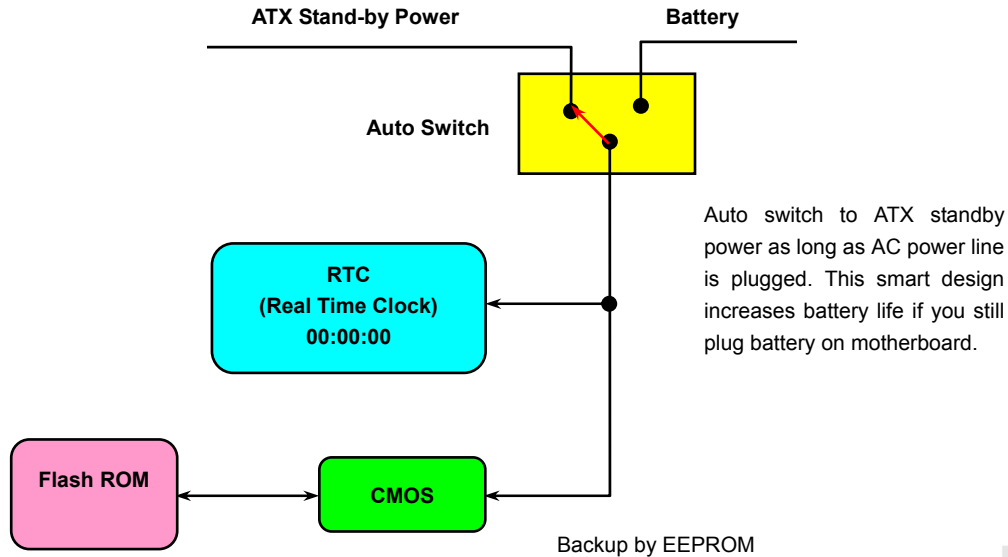 ATX Stand-by Power
Battery
Auto Switch
Auto switch to ATX standby
power as long as AC power line
is plugged. This smart design
increases battery life if you still
plug battery on motherboard.
RTC
(Real Time Clock)
00:00:00
Flash ROM
CMOS
Backup by EEPROM